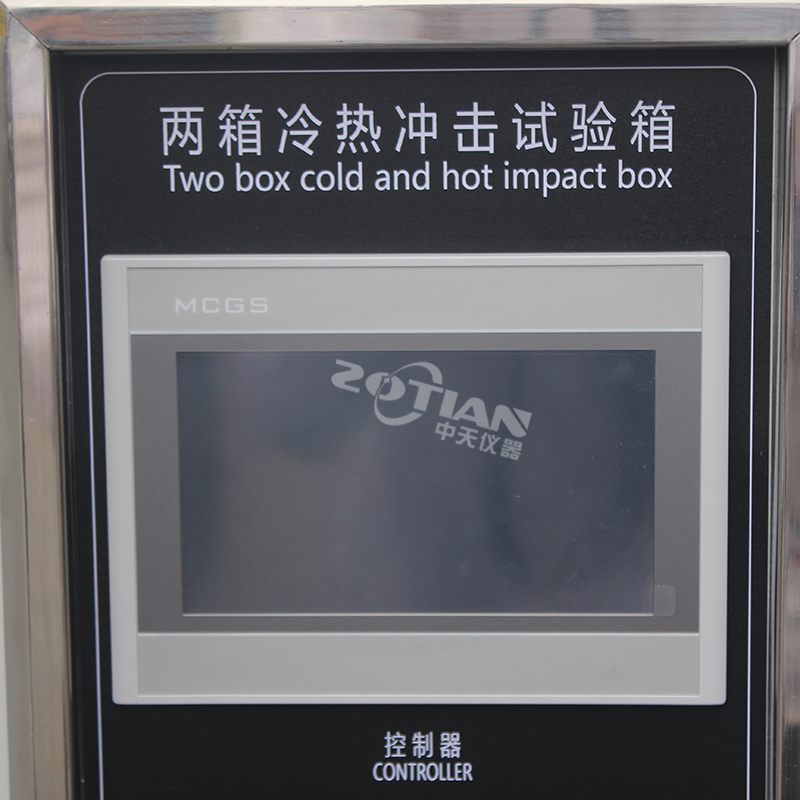 两箱冷热冲击试验箱
Two box cold and hot impact box
MCGS
ZOTIAN
中天仪器
控制器
CONTROLLER